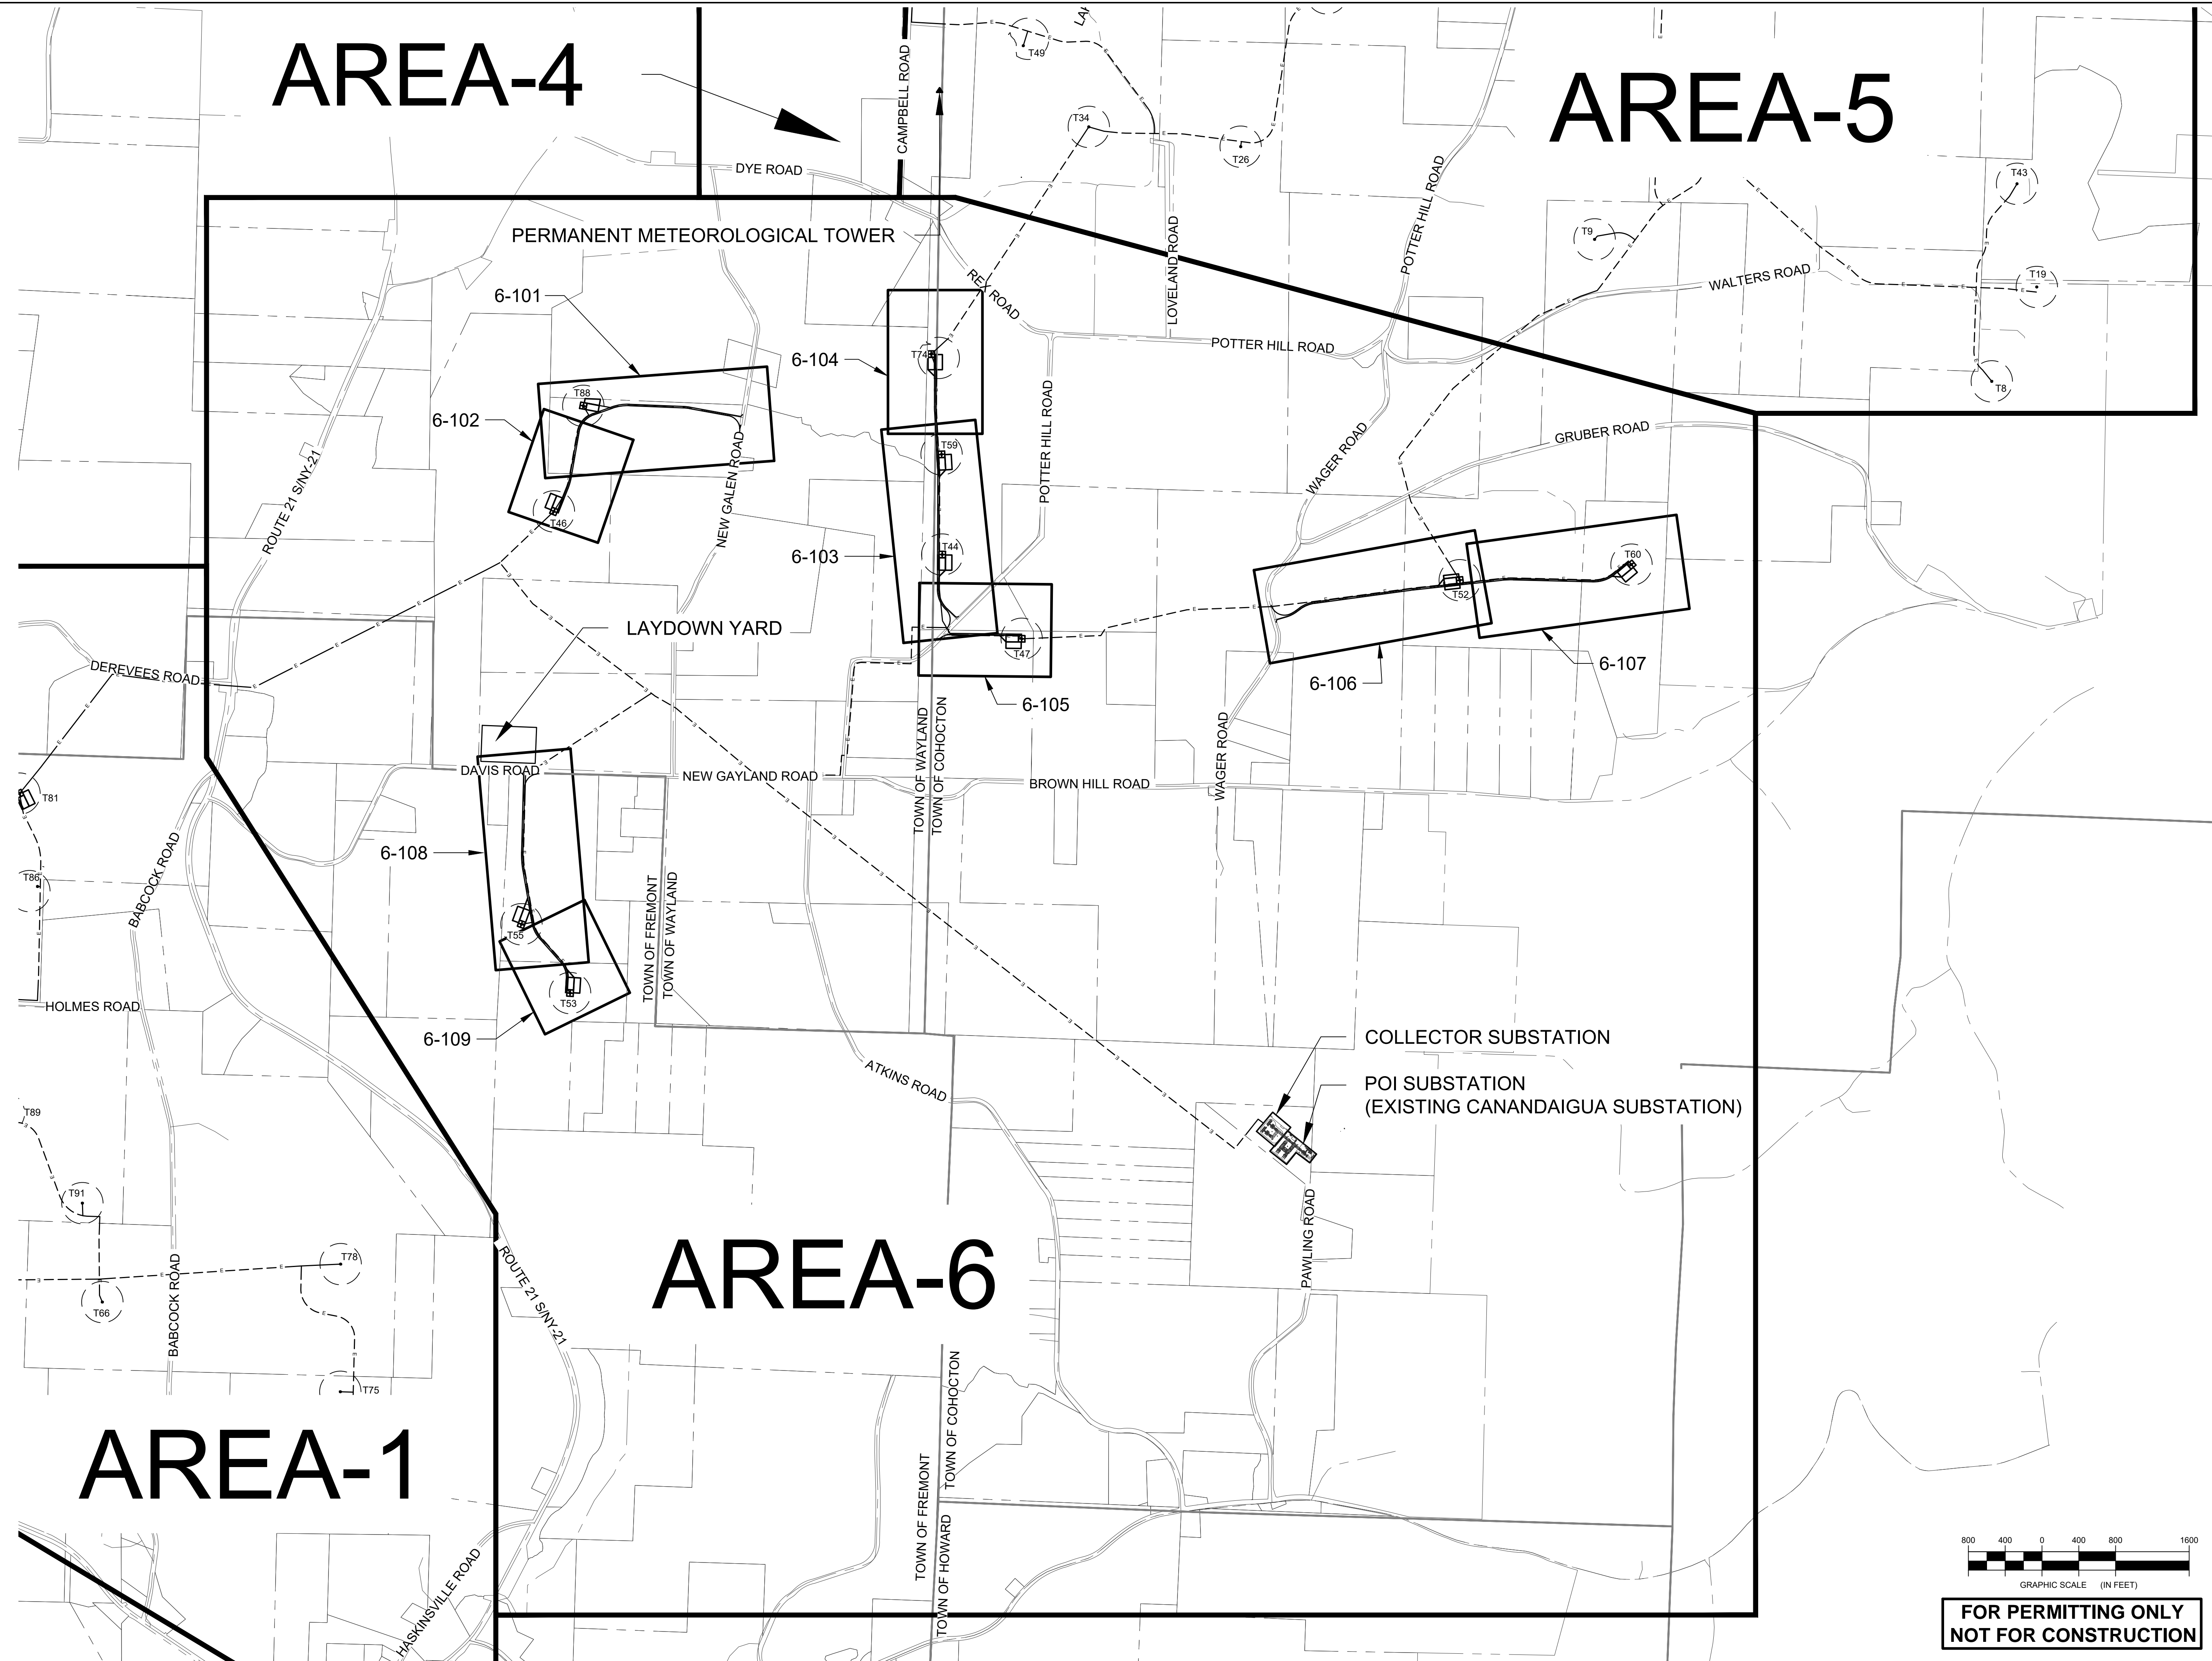 AREA-4
AREA-5
CAMPBELL ROAD
T49
T34
T26
DYE ROAD
POTTER HILL ROAD
T43
PERMANENT METEOROLOGICAL TOWER
LOVELAND ROAD
T9
T19
WALTERS ROAD
REX ROAD
6-101
POTTER HILL ROAD
6-104
T74
T8
6-102
T88
POTTER HILL ROAD
GRUBER ROAD
WAGER ROAD
T59
NEW GALEN ROAD
ROUTE 21 S/NY-21
T46
6-103
T44
T60
T52
LAYDOWN YARD
T47
DEREVEES ROAD
6-107
6-106
6-105
TOWN OF WAYLAND
TOWN OF COHOCTON
WAGER ROAD
DAVIS ROAD
NEW GAYLAND ROAD
BROWN HILL ROAD
T81
BABCOCK ROAD
6-108
T86
TOWN OF FREMONT
TOWN OF WAYLAND
T55
HOLMES ROAD
T53
6-109
COLLECTOR SUBSTATION
ATKINS ROAD
POI SUBSTATION
(EXISTING CANANDAIGUA SUBSTATION)
T89
T91
PAWLING ROAD
T78
T66
BABCOCK ROAD
ROUTE 21 S/NY-21
AREA-6
T75
TOWN OF COHOCTON
AREA-1
TOWN OF FREMONT
TOWN OF HOWARD
HASKINSVILLE ROAD
800 400 0 400 800 1600
GRAPHIC SCALE (IN FEET)
FOR PERMITTING ONLY
NOT FOR CONSTRUCTION